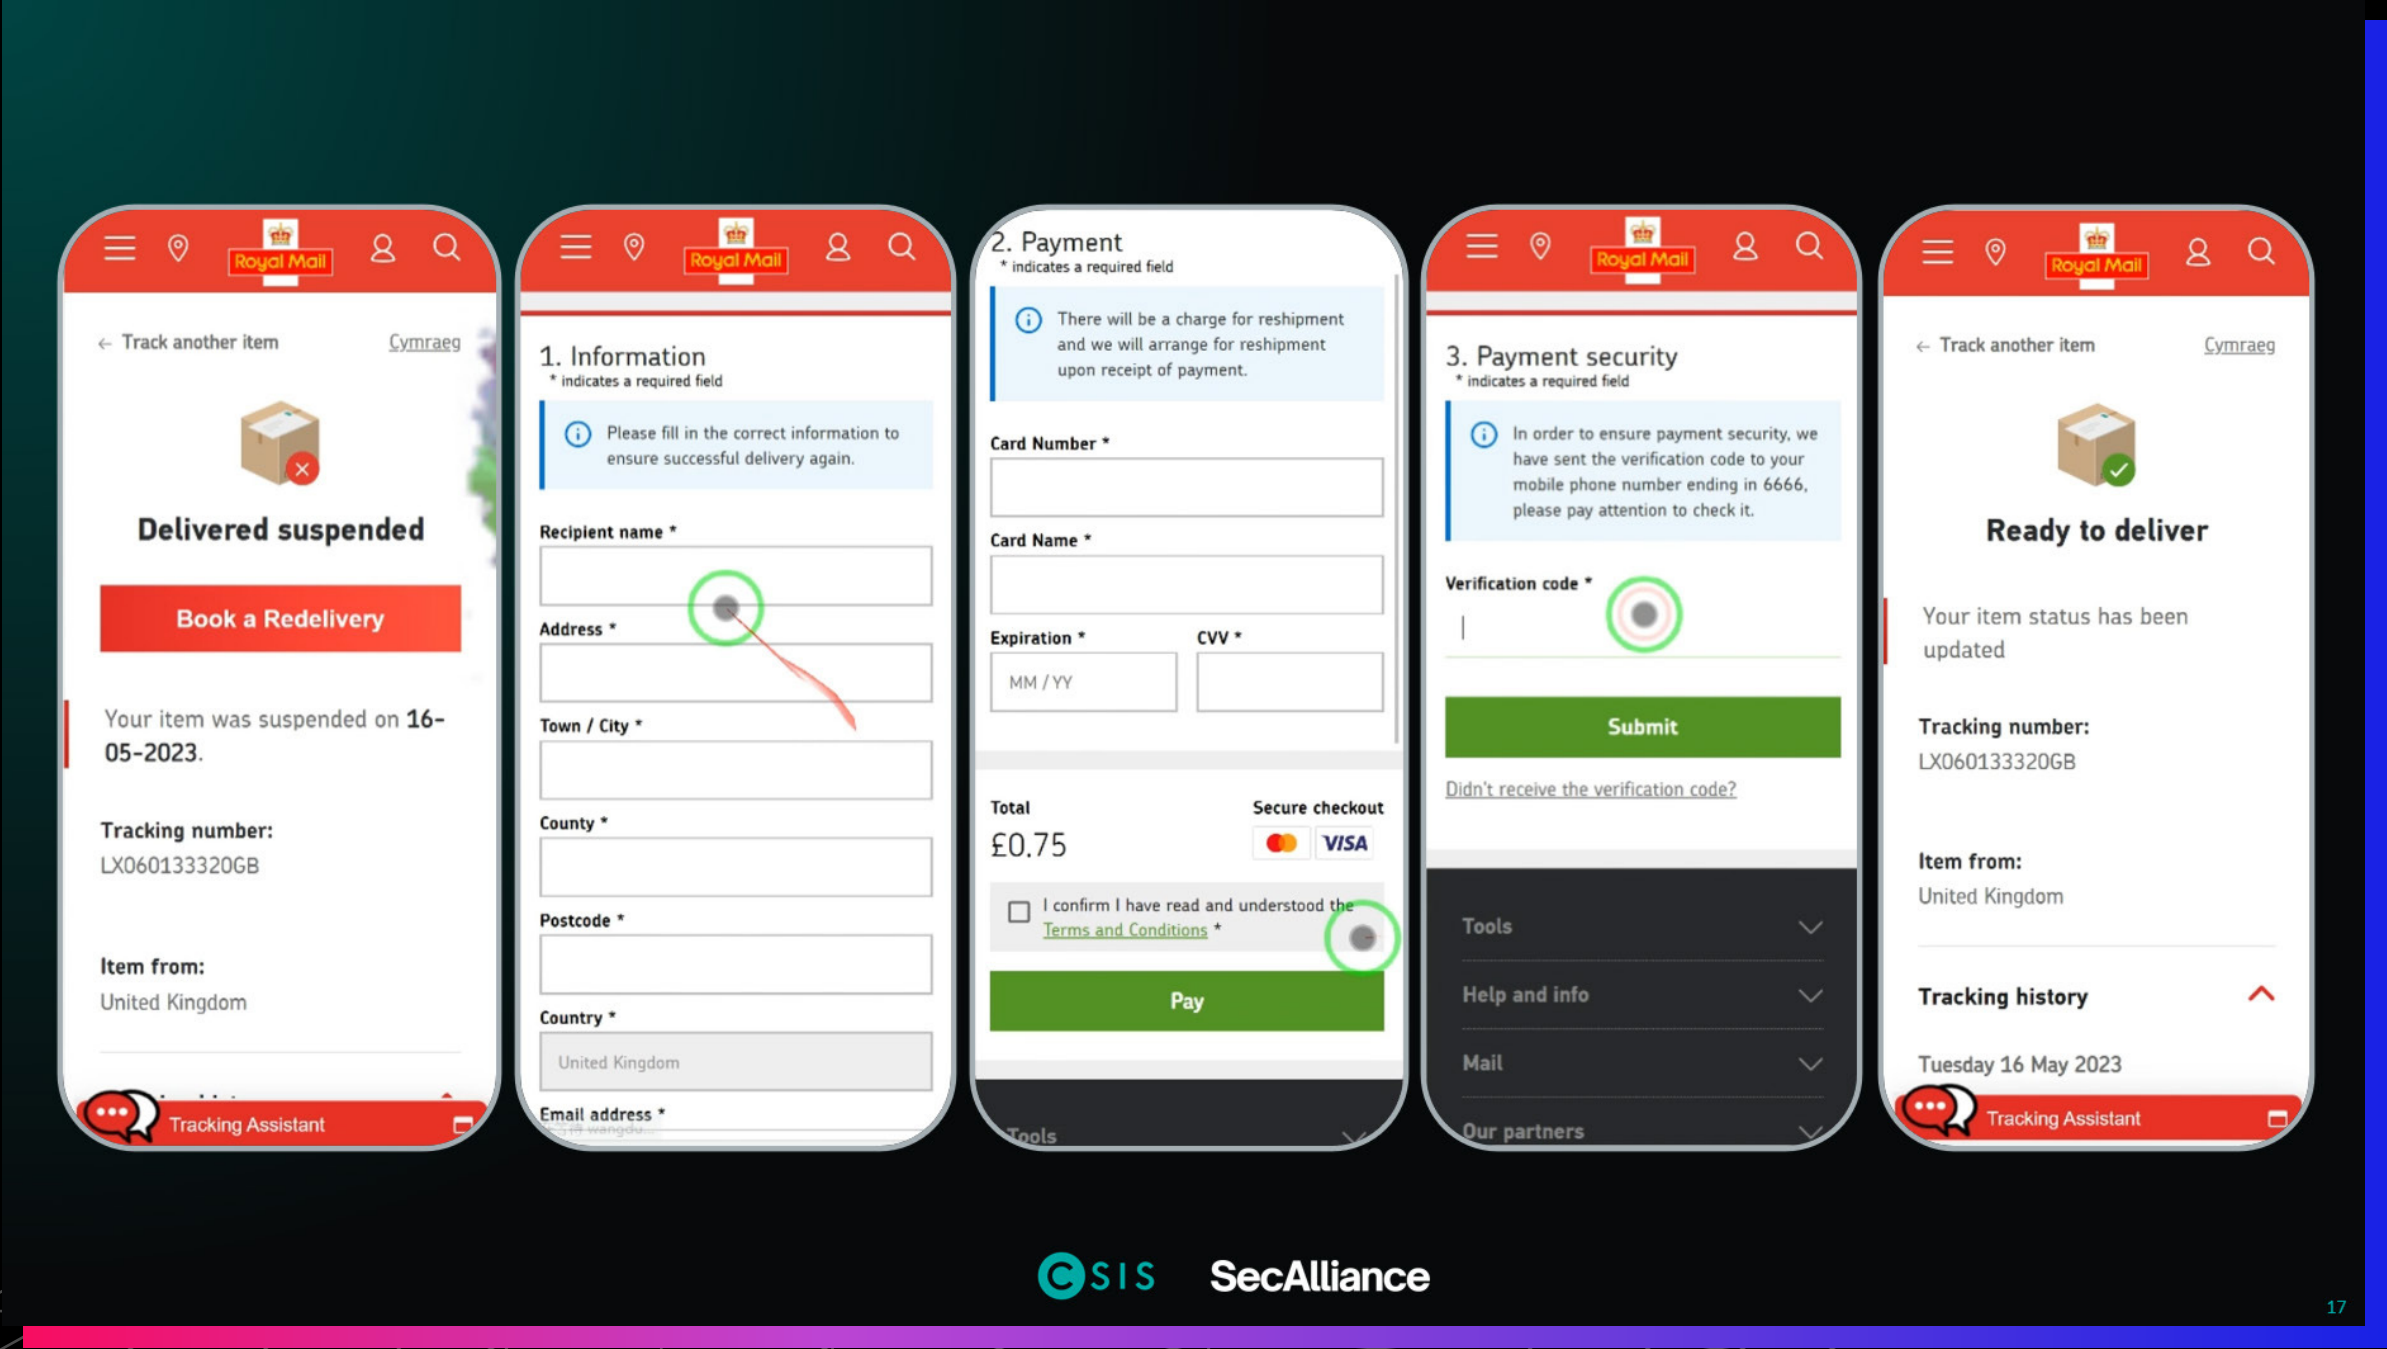 Royal Mail
← Track another item
Cymraeg
Delivered suspended
Book a Redelivery
Your item was suspended on 16-
05-2023.
Tracking number:
LX060133320GB
Item from:
United Kingdom
Tracking Assistant
Royal Mail
1. Information
* indicates a required field
Please fill in the correct information to
ensure successful delivery again.
Recipient name *
Address *
Town / City *
County *
Postcode *
Country *
United Kingdom
Email address *
wangdu...
2. Payment
* indicates a required field
There will be a charge for reshipment
and we will arrange for reshipment
upon receipt of payment.
Card Number *
Card Name *
Expiration *
CVV *
MM / YY
Total
Secure checkout
£0.75
VISA
I confirm I have read and understood the
Terms and Conditions *
Pay
Tools
Royal Mail
3. Payment security
* indicates a required field
In order to ensure payment security, we
have sent the verification code to your
mobile phone number ending in 6666,
please pay attention to check it.
Verification code *
Submit
Didn't receive the verification code?
Tools
Help and info
Mail
Our partners
Royal Mail
← Track another item
Cymraeg
Ready to deliver
Your item status has been
updated
Tracking number:
LX060133320GB
Item from:
United Kingdom
Tracking history
Tuesday 16 May 2023
Tracking Assistant
CSIS
SecAlliance
17